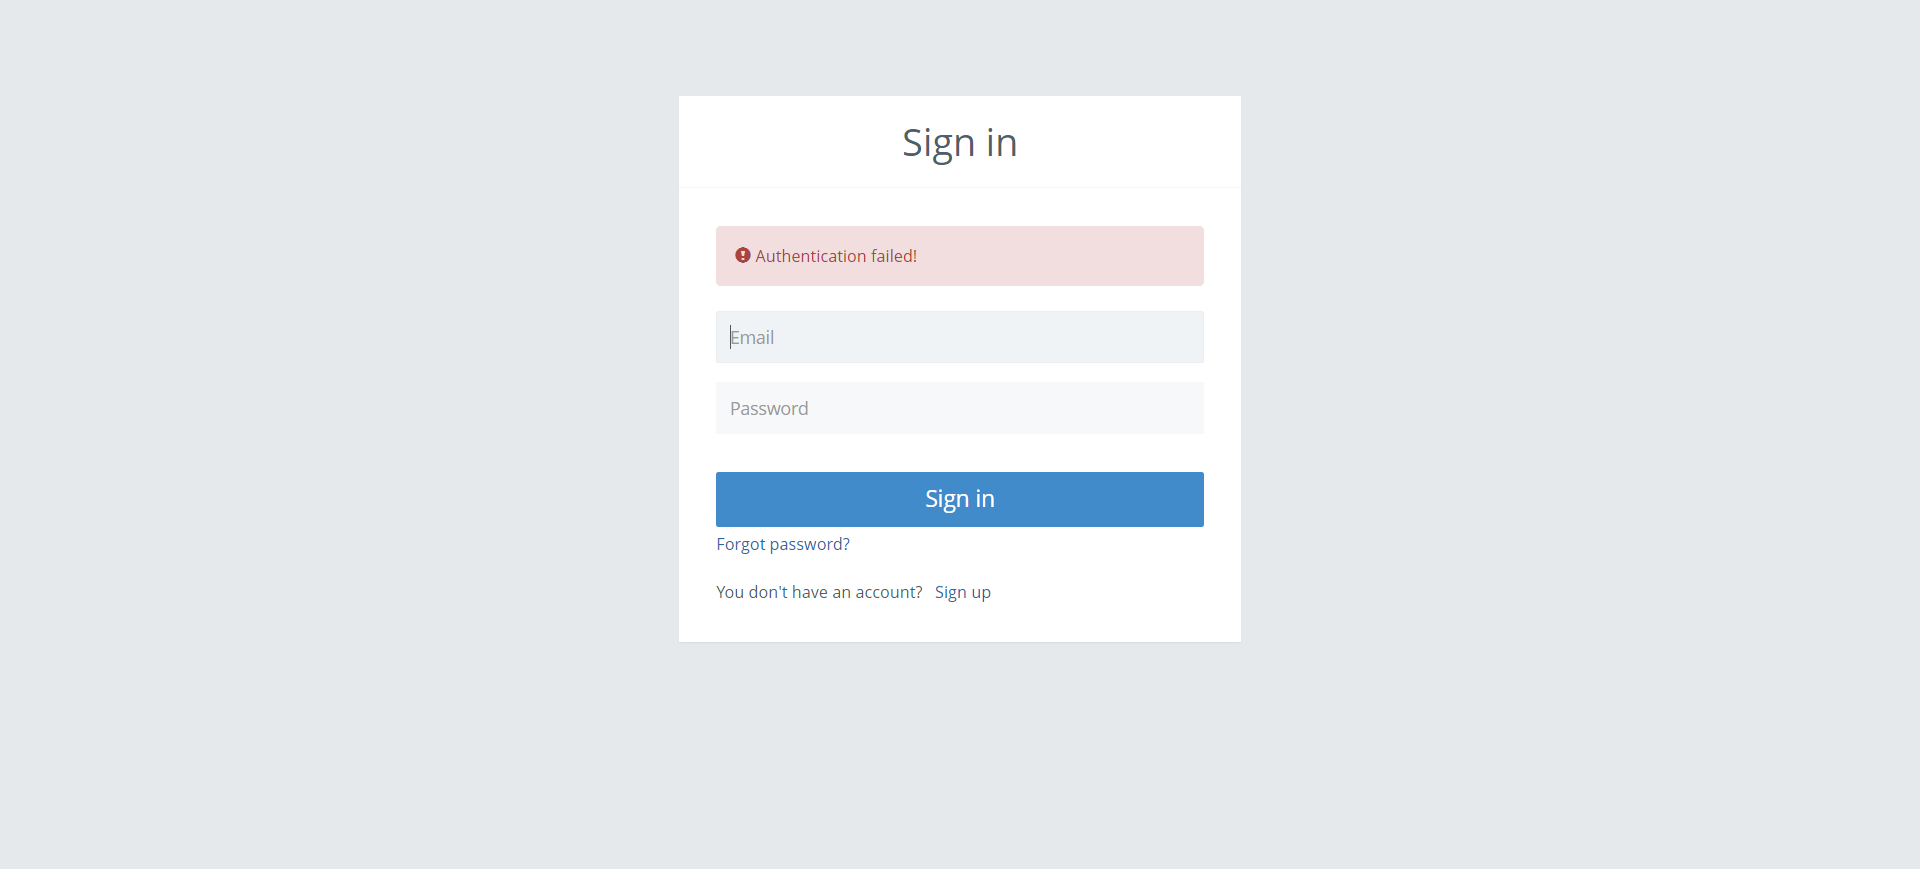 Sign in
Authentication failed!
Email
Password
Sign in
Forgot password?
You don't have an account? Sign up